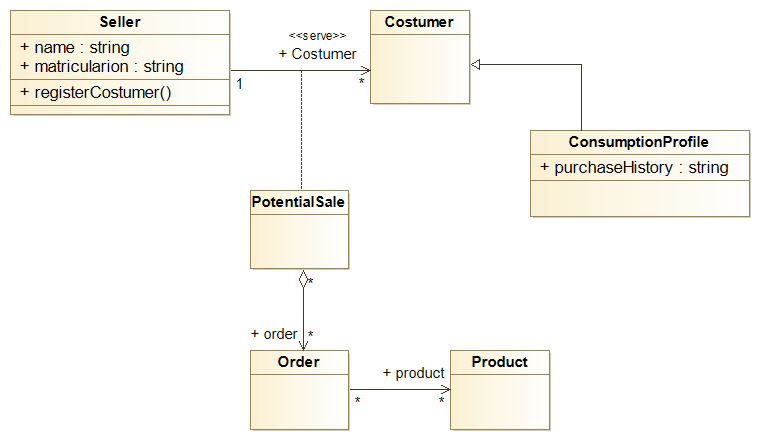 Seller
+ name : string
+ matricularion : string
+ registerCostumer()
<<serve>>
+ Costumer
1
*
Costumer
ConsumptionProfile
+ purchaseHistory : string
PotentialSale
*
+ order
*
Order
+ product
*
*
Product